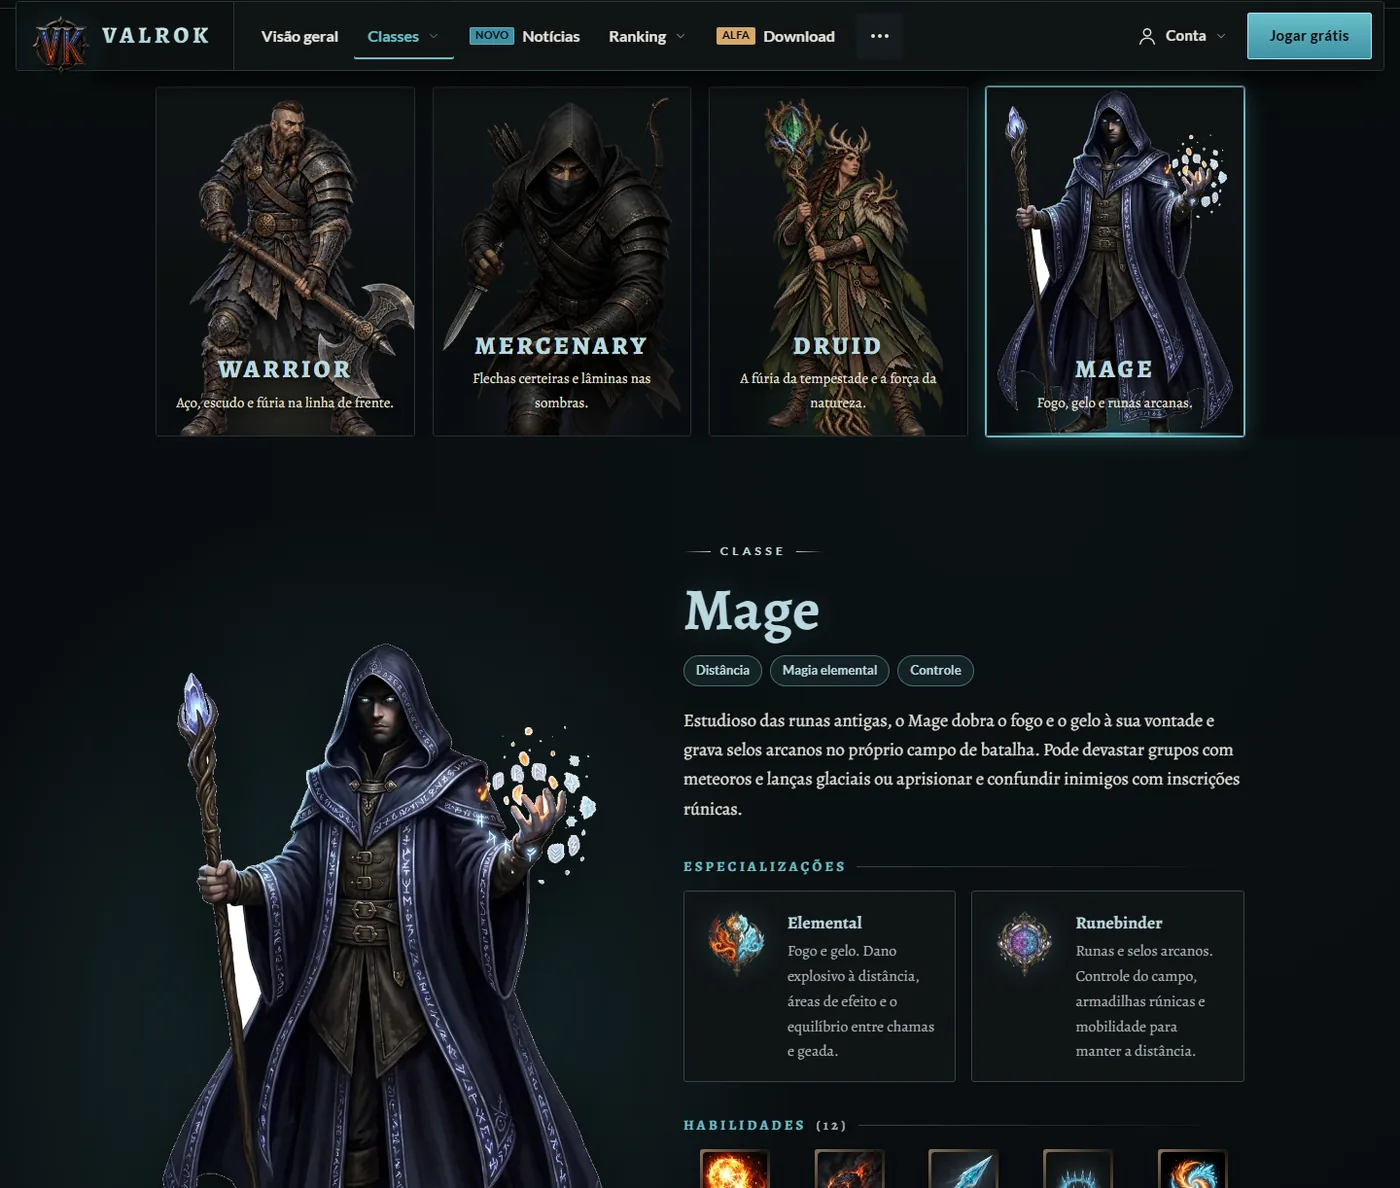 VK VALROK
Visão geral
Classes
NOVO Notícias
Ranking
ALFA Download
Conta
Jogar grátis
WARRIOR
Aço, escudo e fúria na linha de frente.
MERCENARY
Flechas certeiras e lâminas nas
sombras.
DRUID
A fúria da tempestade e a força da
natureza.
MAGE
Fogo, gelo e runas arcanas.
CLASSE
Mage
Distância
Magia elemental
Controle
Estudioso das runas antigas, o Mage dobra o fogo e o gelo à sua vontade e
grava selos arcanos no próprio campo de batalha. Pode devastar grupos com
meteoros e lanças glaciais ou aprisionar e confundir inimigos com inscrições
rúnicas.
ESPECIALIZAÇÕES
Elemental
Fogo e gelo. Dano
explosivo à distância,
áreas de efeito e o
equilíbrio entre chamas
e geada.
Runebinder
Runas e selos arcanos.
Controle do campo,
armadilhas rúnicas e
mobilidade para
manter a distância.
HABILIDADES (12)